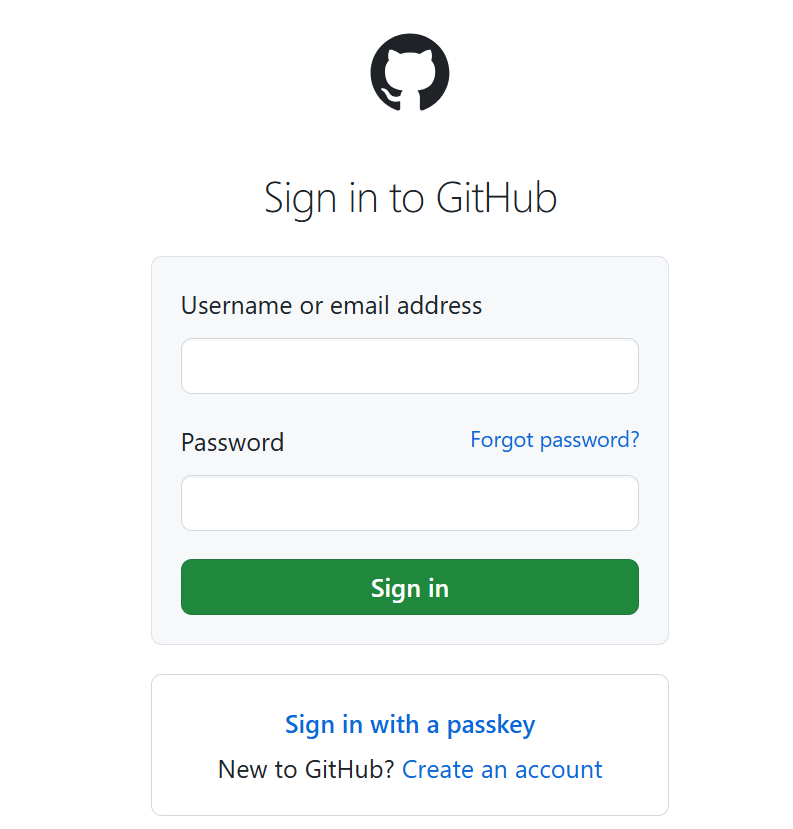 Sign in to GitHub
Username or email address
Password
Forgot password?
Sign in
Sign in with a passkey
New to GitHub? Create an account